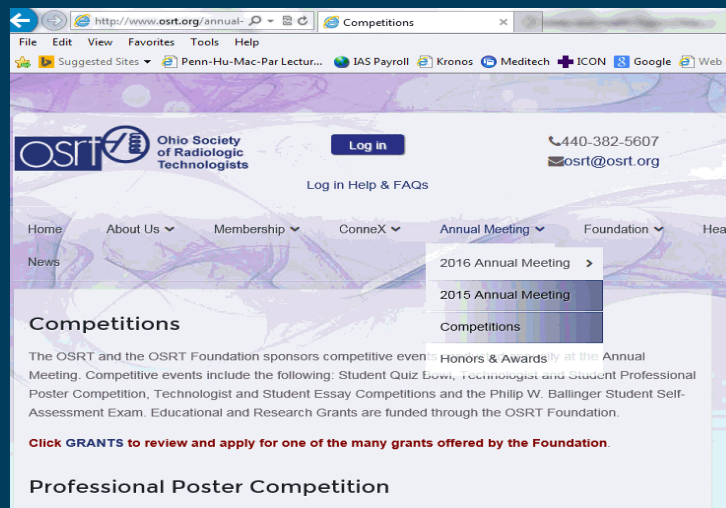 http://www.osrt.org/annual-
Competitions
File Edit View Favorites Tools Help
Suggested Sites Penn-Hu-Mac-Par Lectur... IAS Payroll Kronos Meditech ICON Google Web
OSRT
Ohio Society
of Radiologic
Technologists
Log in
440-382-5607
osrt@osrt.org
Log in Help & FAQs
Home About Us Membership ConneX Annual Meeting Foundation Hea
News
2016 Annual Meeting
2015 Annual Meeting
Competitions
Honors & Awards
Competitions
The OSRT and the OSRT Foundation sponsors competitive events at the Annual
Meeting. Competitive events include the following: Student Quiz Bowl, Technologist and Student Professional
Poster Competition, Technologist and Student Essay Competitions and the Philip W. Ballinger Student Self-
Assessment Exam. Educational and Research Grants are funded through the OSRT Foundation.
Click GRANTS to review and apply for one of the many grants offered by the Foundation.
Professional Poster Competition